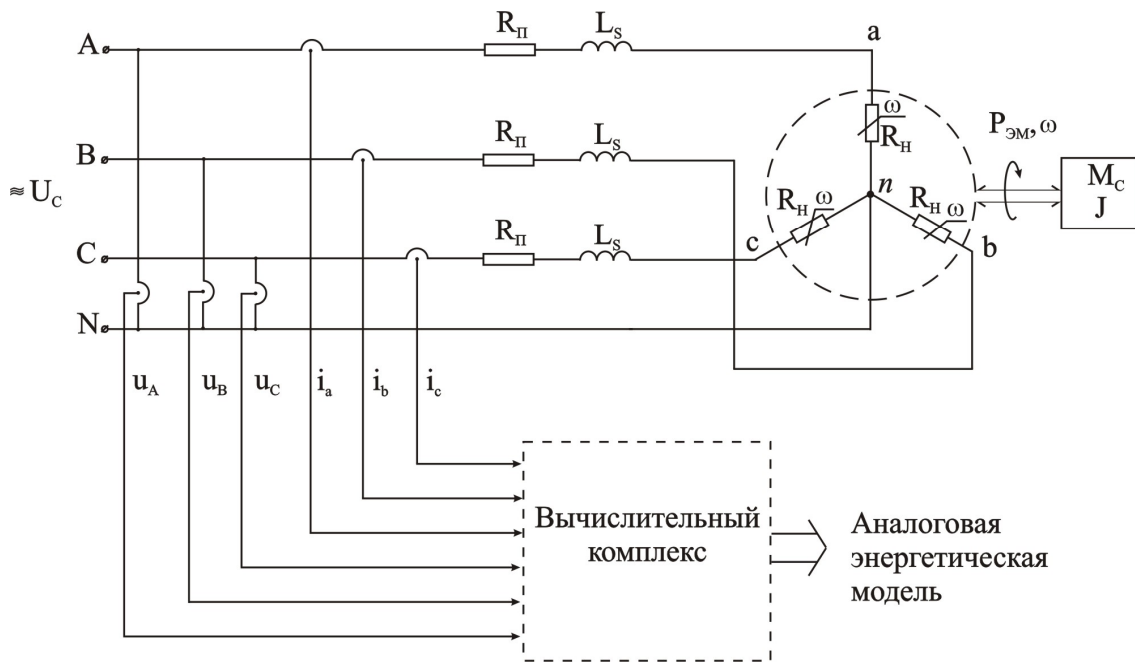 A
R_П
L_S
a
ω
R_Н
P_ЭМ, ω
B
R_П
L_S
n
M_С
J
≋ U_C
R_Н
ω
R_Н
ω
C
R_П
L_S
c
b
N
u_A
u_B
u_C
i_a
i_b
i_c
Вычислительный
комплекс
Аналоговая
энергетическая
модель